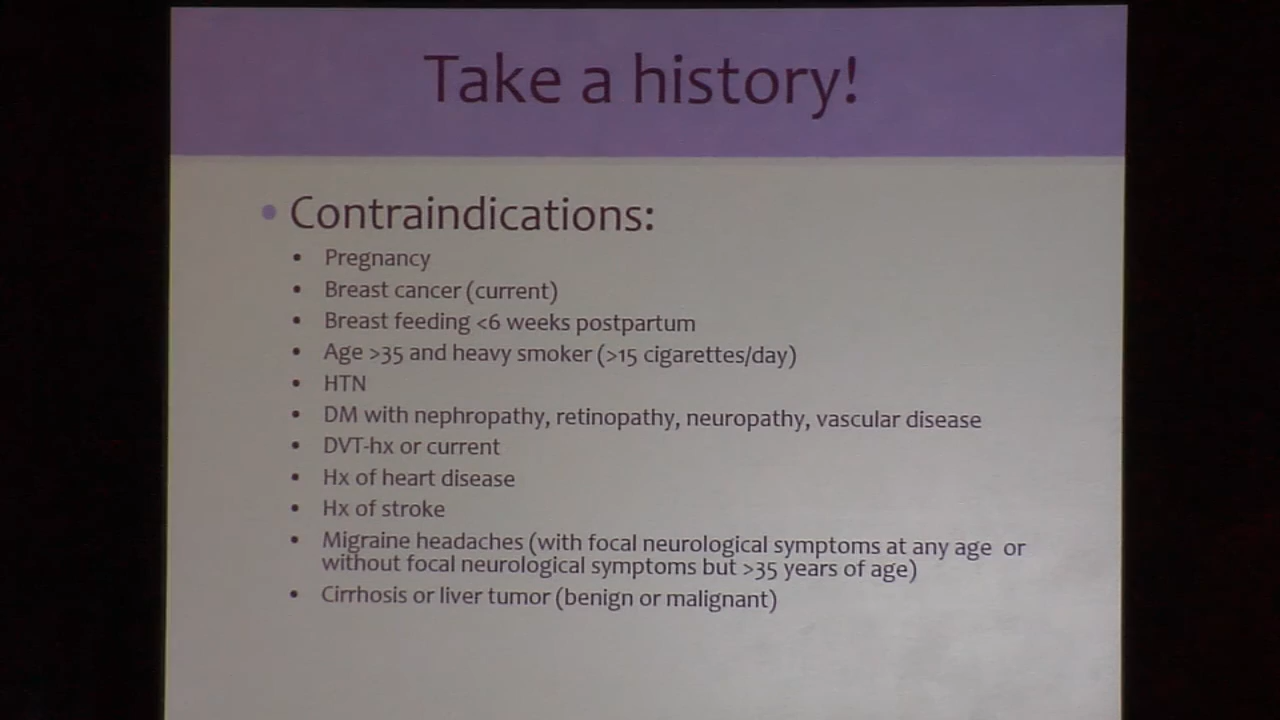 Take a history!
• Contraindications:
• Pregnancy
• Breast cancer (current)
• Breast feeding <6 weeks postpartum
• Age >35 and heavy smoker (>15 cigarettes/day)
• HTN
• DM with nephropathy, retinopathy, neuropathy, vascular disease
• DVT-hx or current
• Hx of heart disease
• Hx of stroke
• Migraine headaches (with focal neurological symptoms at any age or
without focal neurological symptoms but >35 years of age)
• Cirrhosis or liver tumor (benign or malignant)